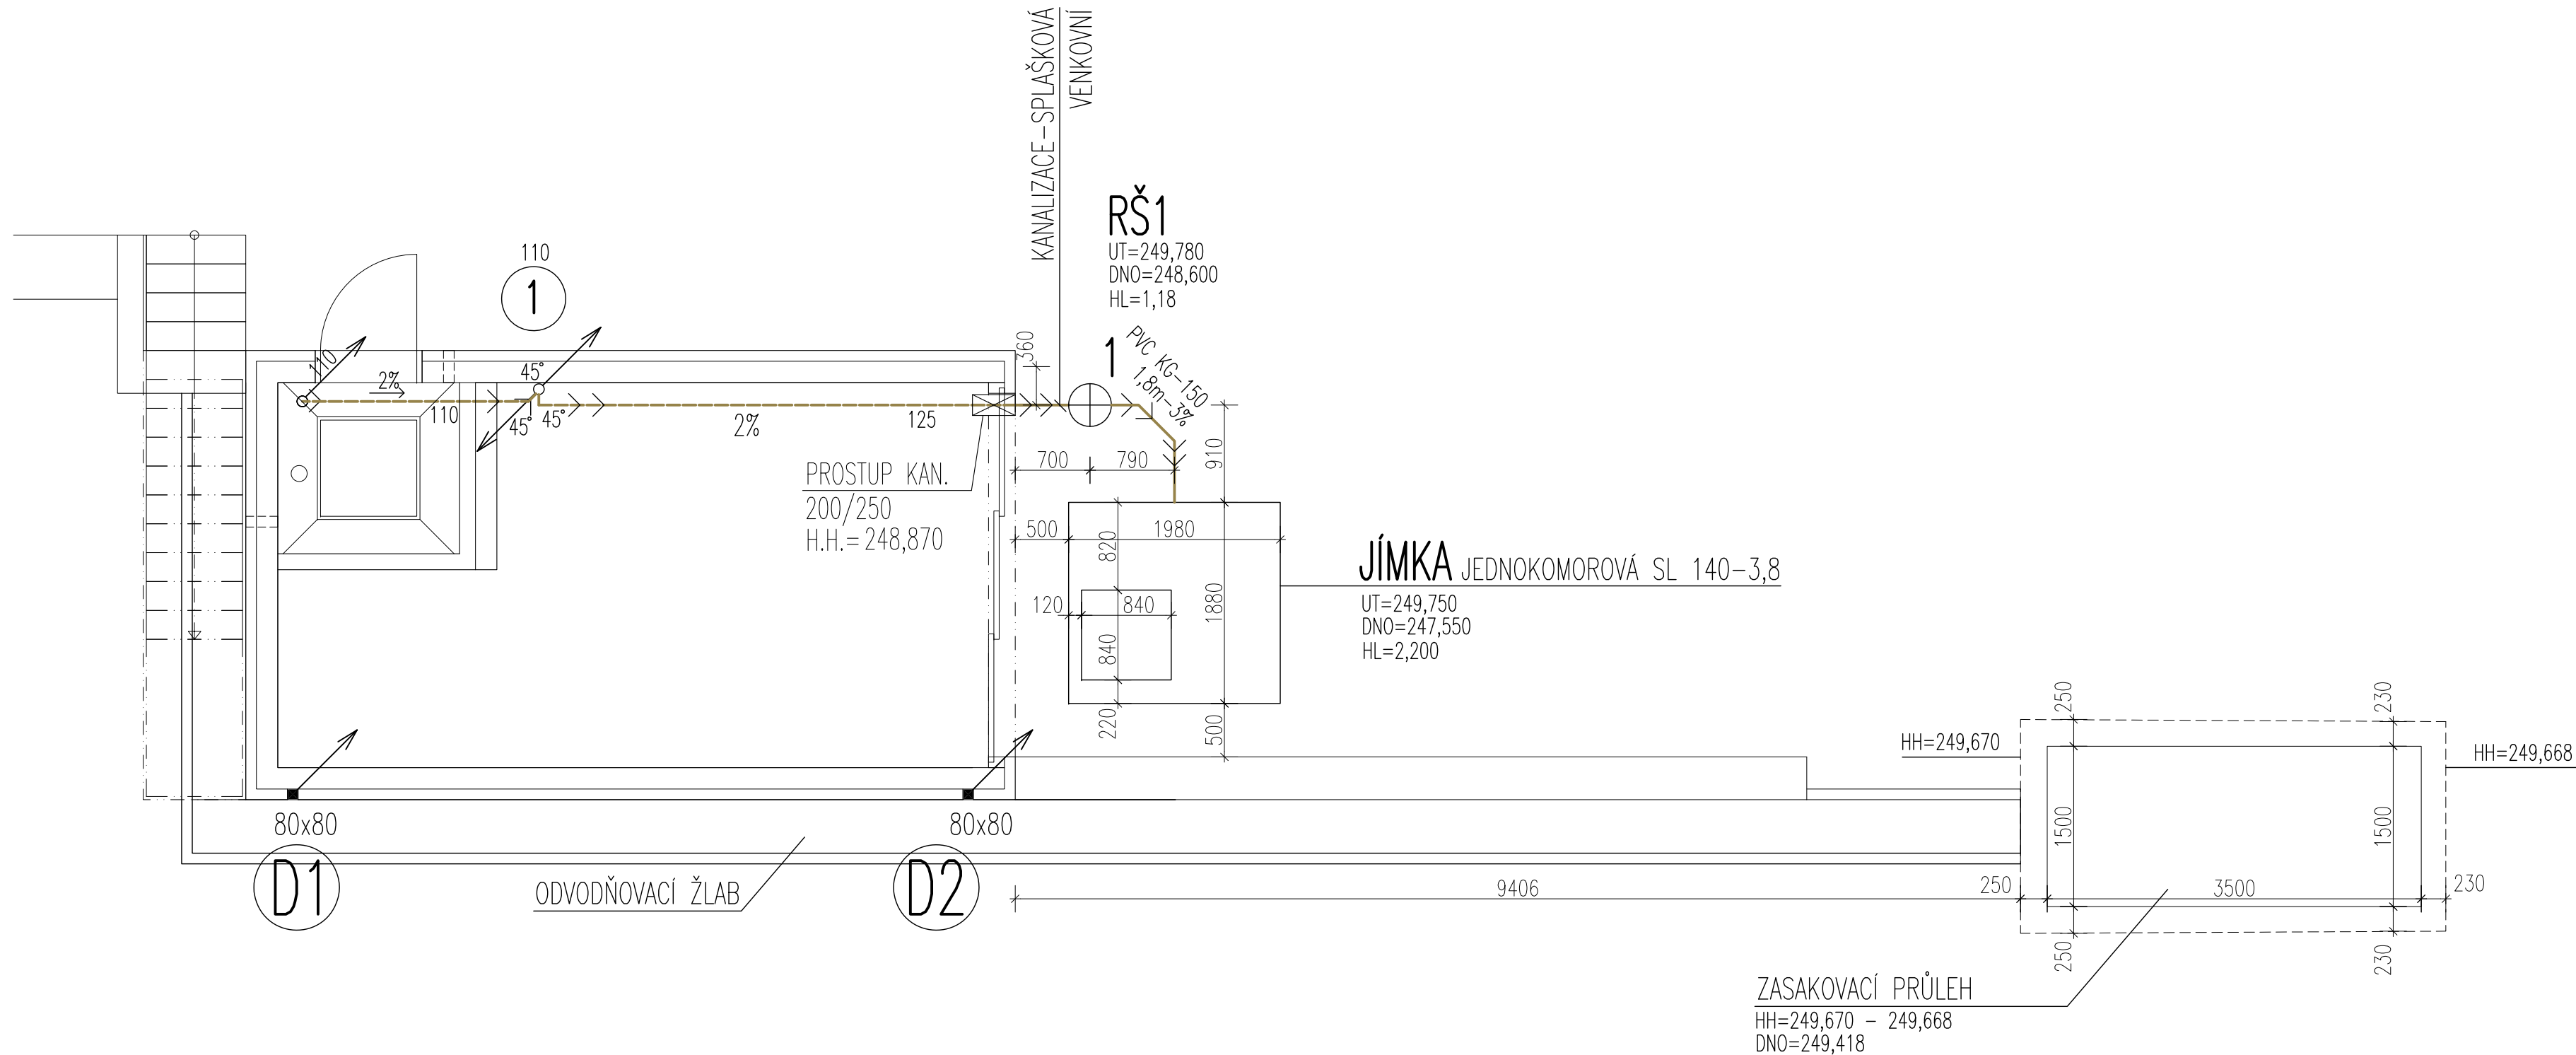 KANALIZACE-SPLAŠKOVÁ
VENKOVNÍ
RŠ1
UT=249,780
DNO=248,600
HL=1,18
110
1
110
2%
110
45°
45°
45°
2%
125
360
1
PVC KG-150
1,8m-3%
PROSTUP KAN.
200/250
H.H.=248,870
700
790
910
500
1980
820
1880
120
840
840
220
500
JÍMKA JEDNOKOMOROVÁ SL 140-3,8
UT=249,750
DNO=247,550
HL=2,200
250
230
HH=249,670
HH=249,668
1500
1500
80x80
80x80
D1
D2
ODVODŇOVACÍ ŽLAB
9406
250
3500
230
250
230
ZASAKOVACÍ PRŮLEH
HH=249,670 - 249,668
DNO=249,418